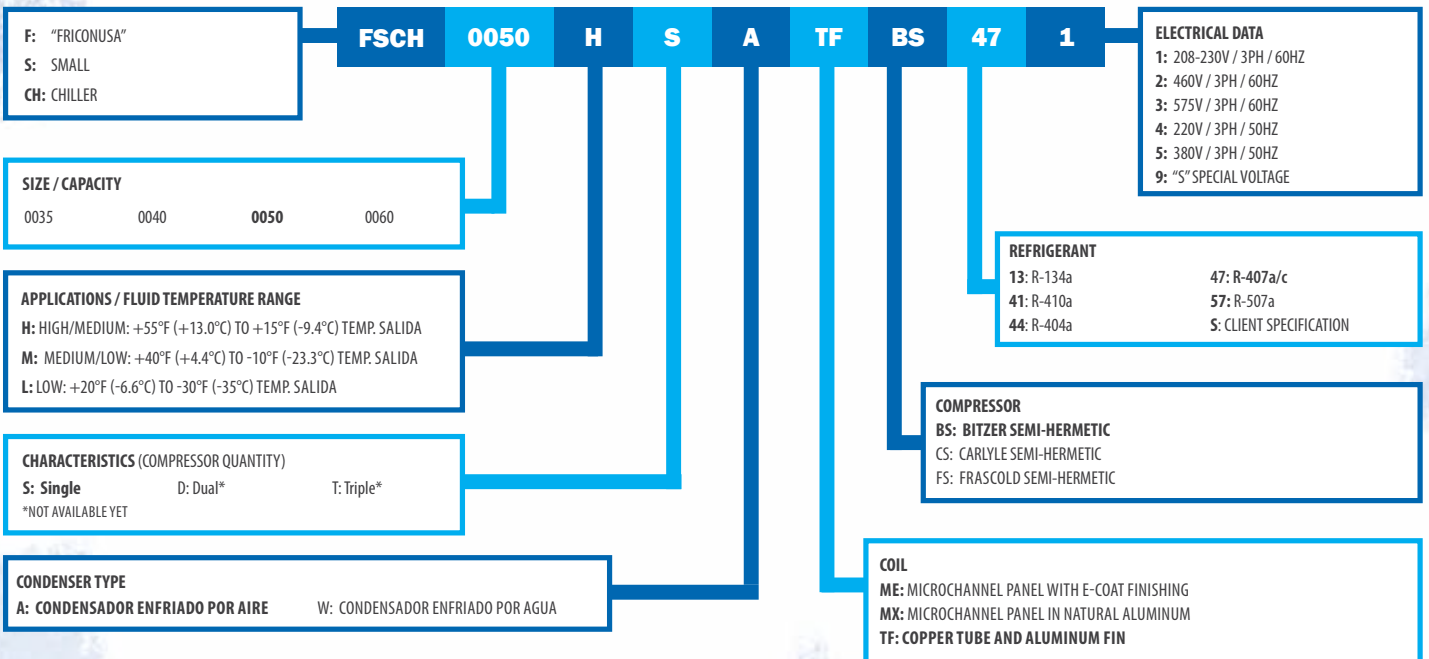 FSCH 0050 H S A TF BS 47 1
F: "FRICONUSA"
S: SMALL
CH: CHILLER
SIZE / CAPACITY
0035 0040 0050 0060
APPLICATIONS / FLUID TEMPERATURE RANGE
H: HIGH/MEDIUM: +55°F (+13.0°C) TO +15°F (-9.4°C) TEMP. SALIDA
M: MEDIUM/LOW: +40°F (+4.4°C) TO -10°F (-23.3°C) TEMP. SALIDA
L: LOW: +20°F (-6.6°C) TO -30°F (-35°C) TEMP. SALIDA
CHARACTERISTICS (COMPRESSOR QUANTITY)
S: Single D: Dual* T: Triple*
*NOT AVAILABLE YET
CONDENSER TYPE
A: CONDENSADOR ENFRIADO POR AIRE W: CONDENSADOR ENFRIADO POR AGUA
ELECTRICAL DATA
1: 208-230V / 3PH / 60HZ
2: 460V / 3PH / 60HZ
3: 575V / 3PH / 60HZ
4: 220V / 3PH / 50HZ
5: 380V / 3PH / 50HZ
9: "S" SPECIAL VOLTAGE
REFRIGERANT
13: R-134a 47: R-407a/c
41: R-410a 57: R-507a
44: R-404a S: CLIENT SPECIFICATION
COMPRESSOR
BS: BITZER SEMI-HERMETIC
CS: CARLYLE SEMI-HERMETIC
FS: FRASCOLD SEMI-HERMETIC
COIL
ME: MICROCHANNEL PANEL WITH E-COAT FINISHING
MX: MICROCHANNEL PANEL IN NATURAL ALUMINUM
TF: COPPER TUBE AND ALUMINUM FIN